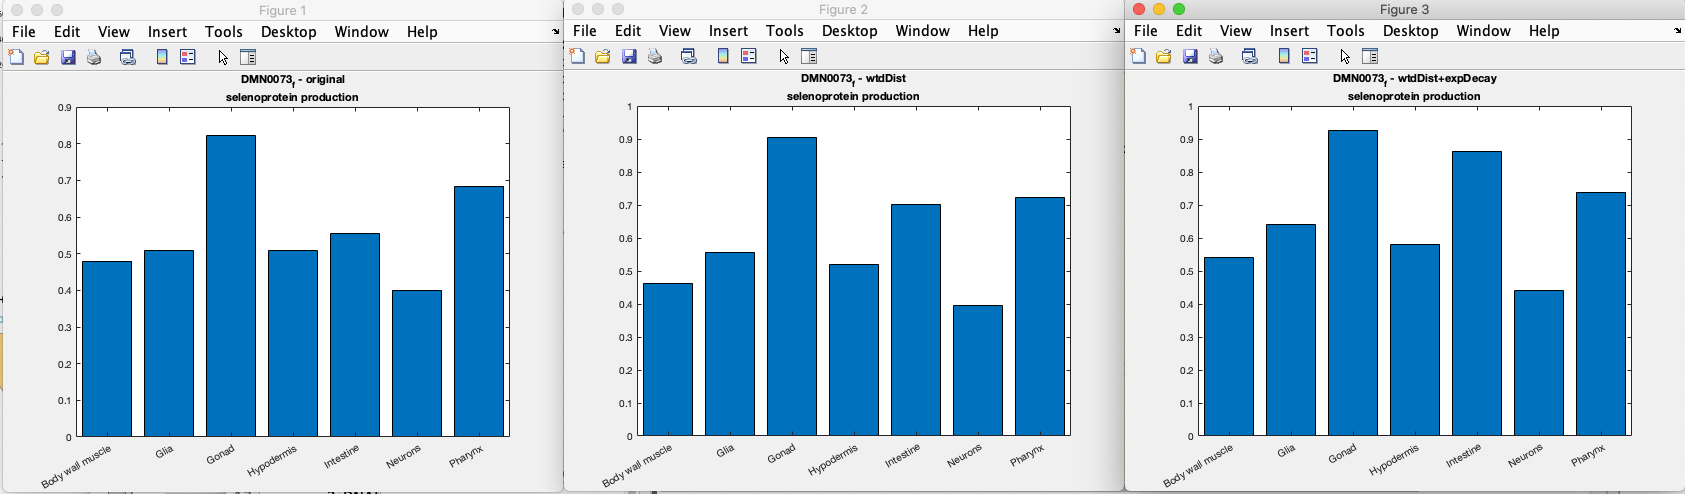 Figure 1
File Edit View Insert Tools Desktop Window Help
DMN0073f - original
selenoprotein production
0.9
0.8
0.7
0.6
0.5
0.4
0.3
0.2
0.1
0
Body wall muscle
Glia
Gonad
Hypodermis
Intestine
Neurons
Pharynx
Figure 2
File Edit View Insert Tools Desktop Window Help
DMN0073f - wtdDist
selenoprotein production
1
0.9
0.8
0.7
0.6
0.5
0.4
0.3
0.2
0.1
0
Body wall muscle
Glia
Gonad
Hypodermis
Intestine
Neurons
Pharynx
Figure 3
File Edit View Insert Tools Desktop Window Help
DMN0073f - wtdDist+expDecay
selenoprotein production
1
0.9
0.8
0.7
0.6
0.5
0.4
0.3
0.2
0.1
0
Body wall muscle
Glia
Gonad
Hypodermis
Intestine
Neurons
Pharynx